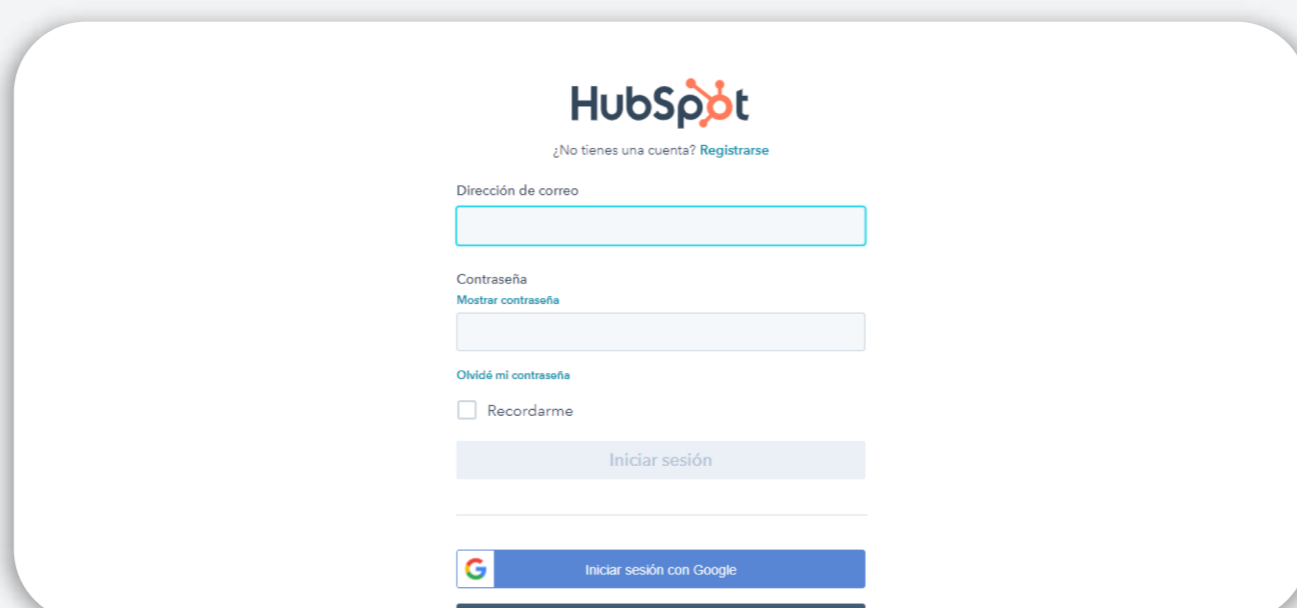 HubSpot
¿No tienes una cuenta? Registrarse
Dirección de correo
Contraseña
Mostrar contraseña
Olvidé mi contraseña
Recordarme
Iniciar sesión
Iniciar sesión con Google